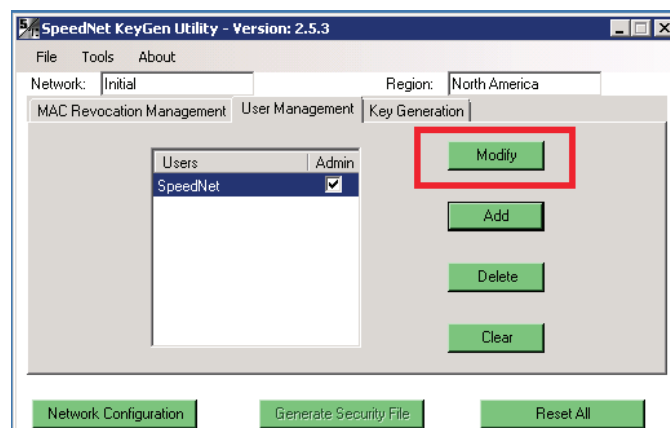 SpeedNet KeyGen Utility - Version: 2.5.3
File Tools About
Network: Initial Region: North America
MAC Revocation Management User Management Key Generation
Users Admin
SpeedNet
Modify
Add
Delete
Clear
Network Configuration Generate Security File Reset All